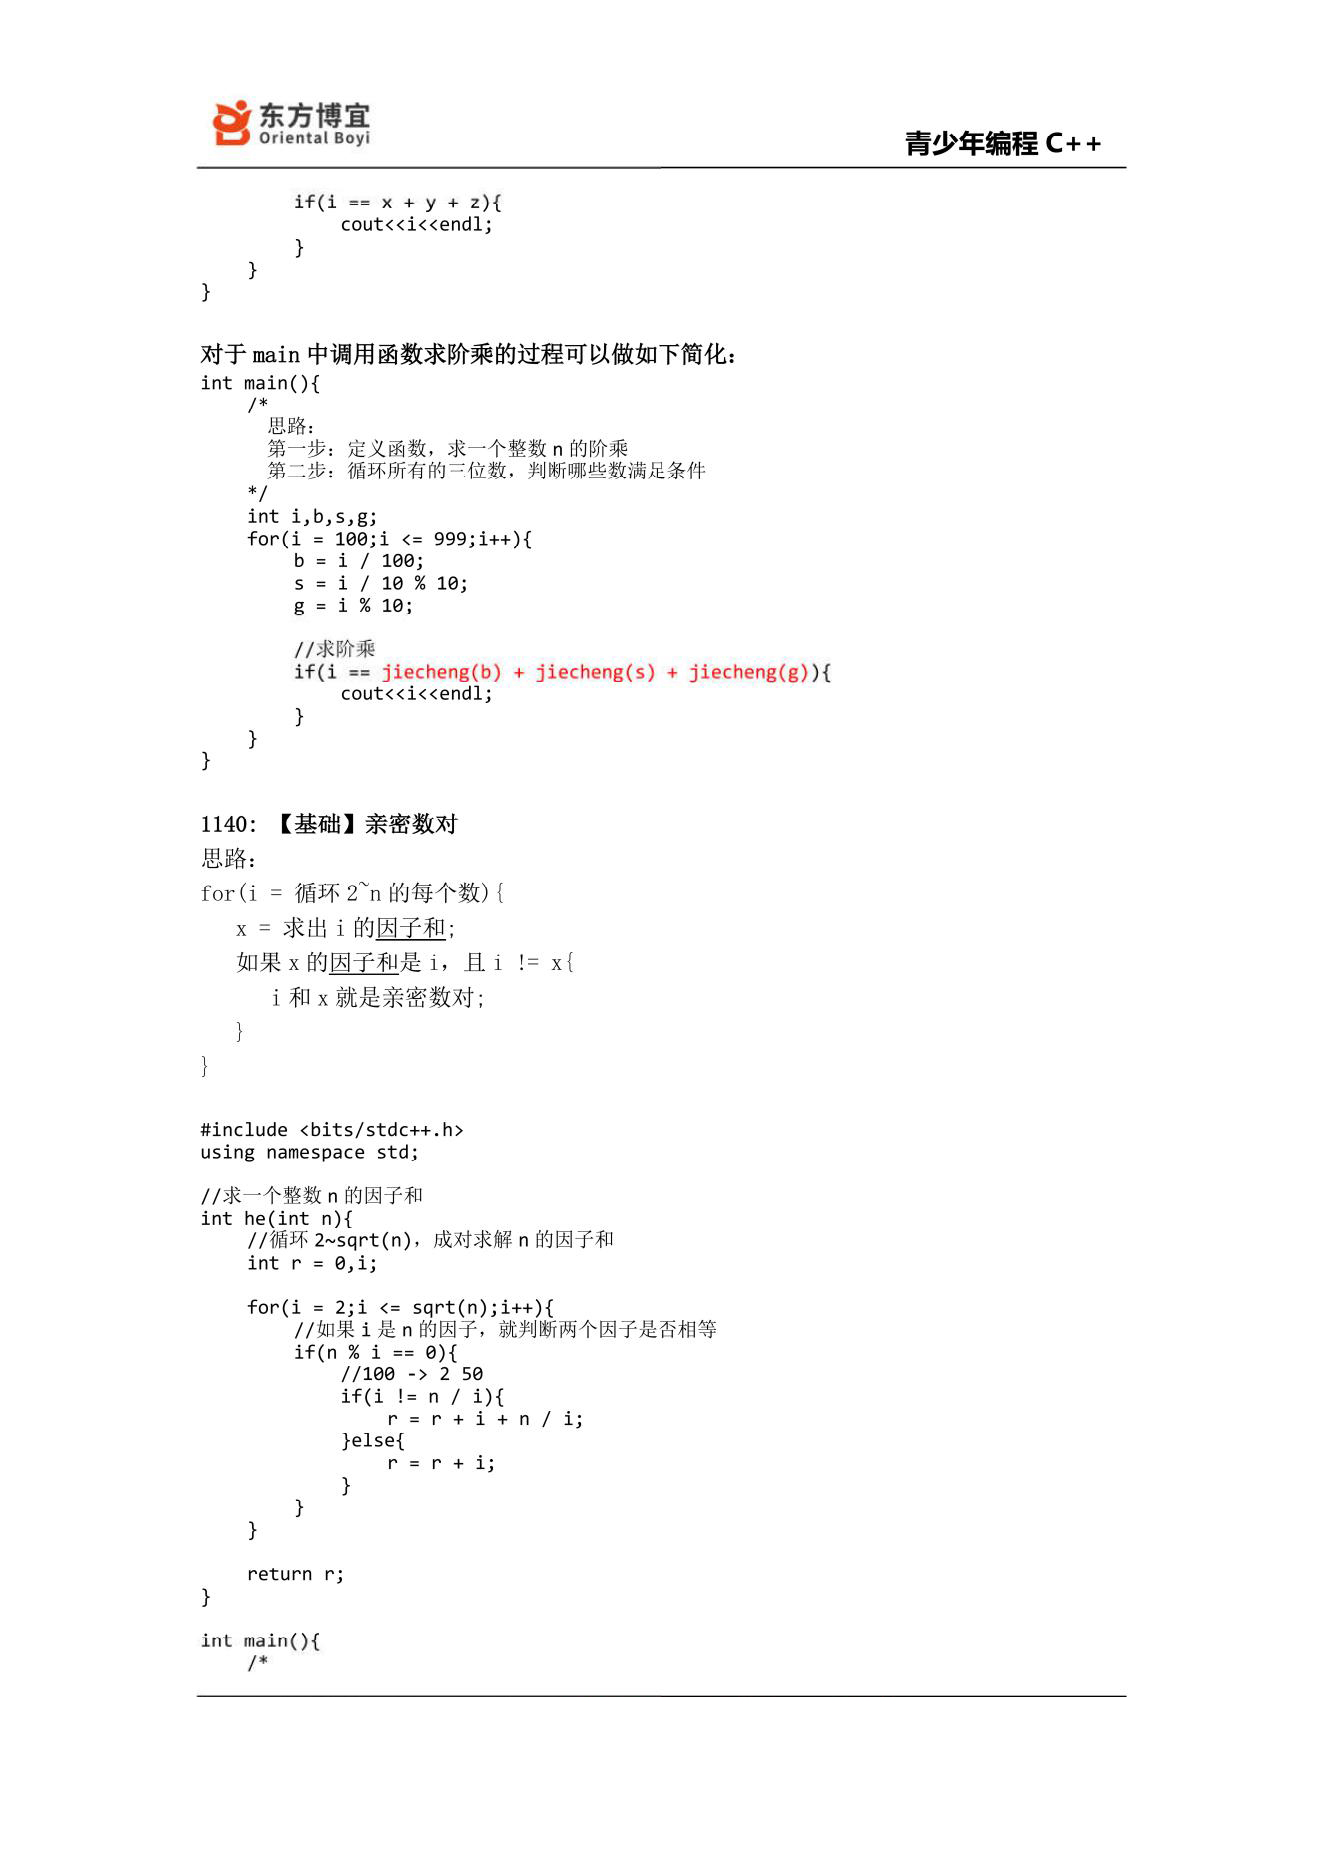 东方博宜
Oriental Boyi
青少年编程 C++
if(i == x + y + z){
cout<<i<<endl;
}
}
}
对于 main 中调用函数求阶乘的过程可以做如下简化：
int main(){
/*
思路：
第一步：定义函数，求一个整数 n 的阶乘
第二步：循环所有的三位数，判断哪些数满足条件
*/
int i,b,s,g;
for(i = 100;i <= 999;i++){
b = i / 100;
s = i / 10 % 10;
g = i % 10;
//求阶乘
if(i == jiecheng(b) + jiecheng(s) + jiecheng(g)){
cout<<i<<endl;
}
}
}
1140：【基础】亲密数对
思路：
for(i = 循环 2~n 的每个数){
x = 求出 i 的因子和;
如果 x 的因子和是 i，且 i != x{
i 和 x 就是亲密数对;
}
}
#include <bits/stdc++.h>
using namespace std;
//求一个整数 n 的因子和
int he(int n){
//循环 2~sqrt(n)，成对求解 n 的因子和
int r = 0,i;
for(i = 2;i <= sqrt(n);i++){
//如果 i 是 n 的因子，就判断两个因子是否相等
if(n % i == 0){
//100 -> 2 50
if(i != n / i){
r = r + i + n / i;
}else{
r = r + i;
}
}
}
return r;
}
int main(){
/*